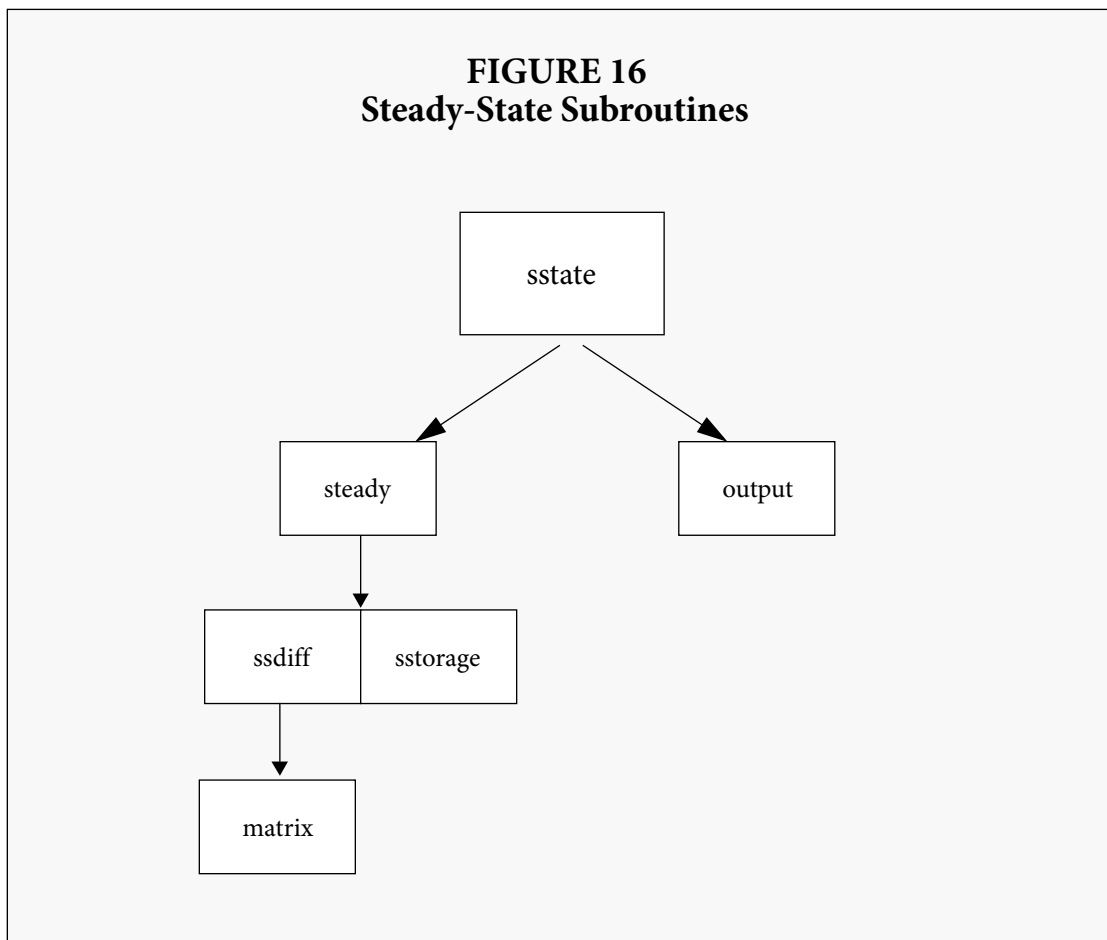 FIGURE 16
Steady-State Subroutines
sstate
steady
output
ssdiff
sstorage
matrix